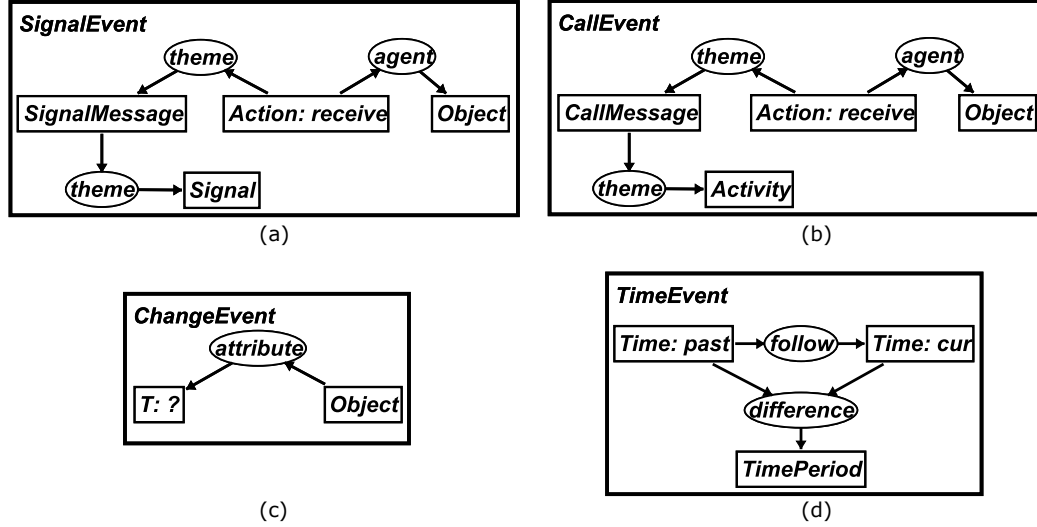 SignalEvent
theme
agent
SignalMessage
Action: receive
Object
theme
Signal
(a)
CallEvent
theme
agent
CallMessage
Action: receive
Object
theme
Activity
(b)
ChangeEvent
attribute
T: ?
Object
(c)
TimeEvent
Time: past
follow
Time: cur
difference
TimePeriod
(d)